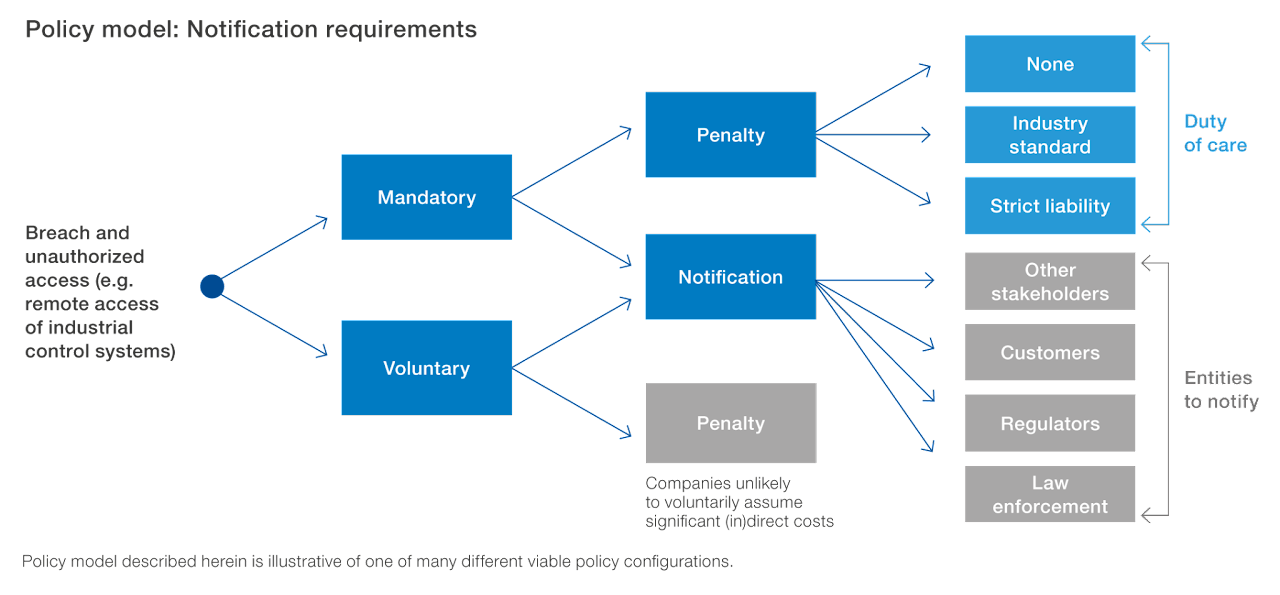 Policy model: Notification requirements
Breach and
unauthorized
access (e.g.
remote access
of industrial
control systems)
Mandatory
Voluntary
Penalty
Notification
Penalty
Companies unlikely
to voluntarily assume
significant (in)direct costs
None
Industry
standard
Strict liability
Duty
of care
Other
stakeholders
Customers
Regulators
Law
enforcement
Entities
to notify
Policy model described herein is illustrative of one of many different viable policy configurations.